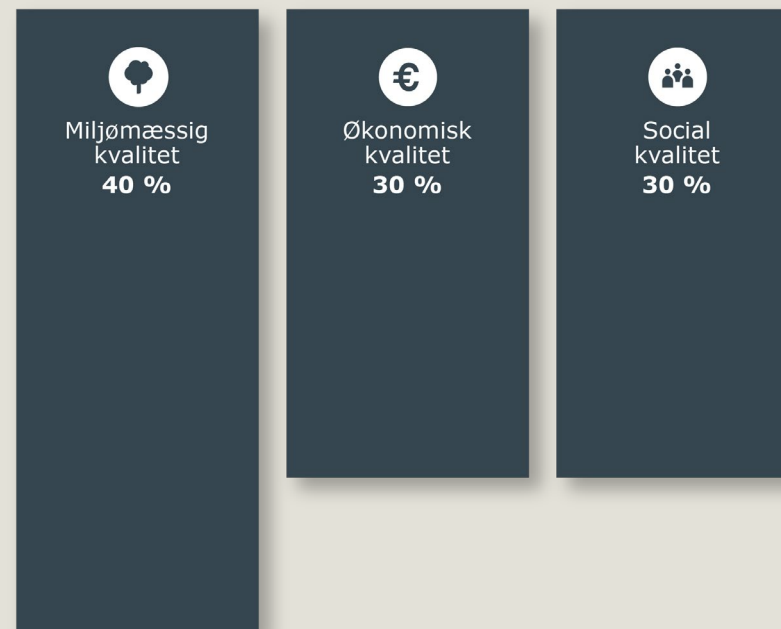 Miljømæssig
kvalitet
40 %
Økonomisk
kvalitet
30 %
Social
kvalitet
30 %